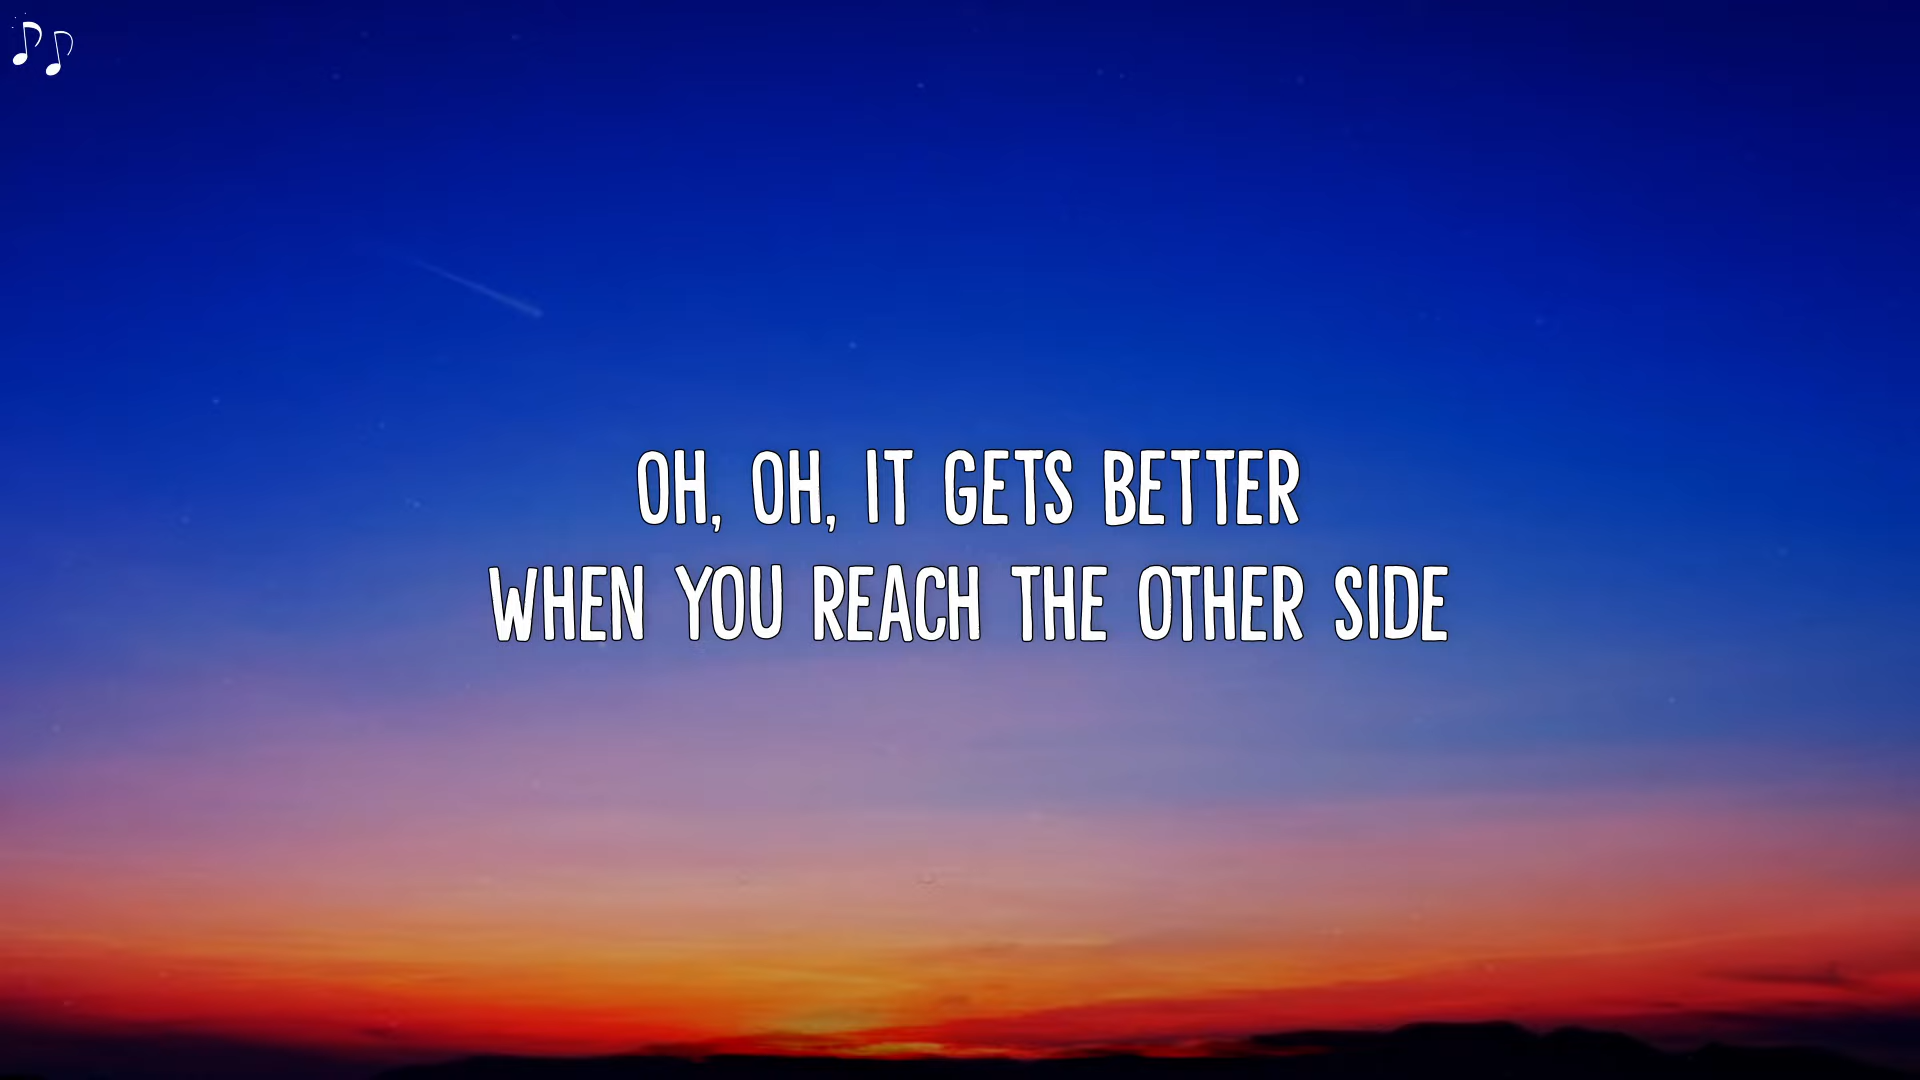 OH, OH, IT GETS BETTER
WHEN YOU REACH THE OTHER SIDE